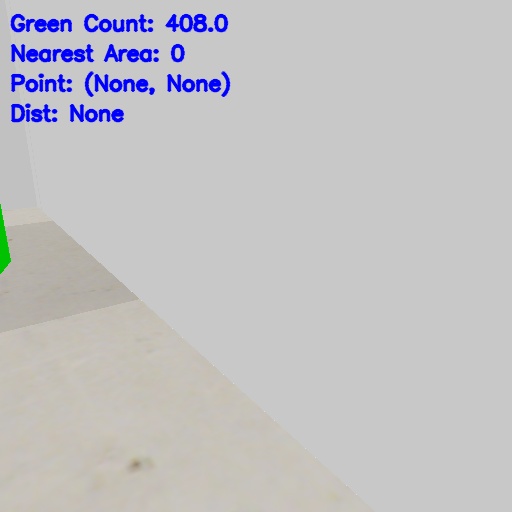 Green Count: 408.0
Nearest Area: 0
Point: (None, None)
Dist: None